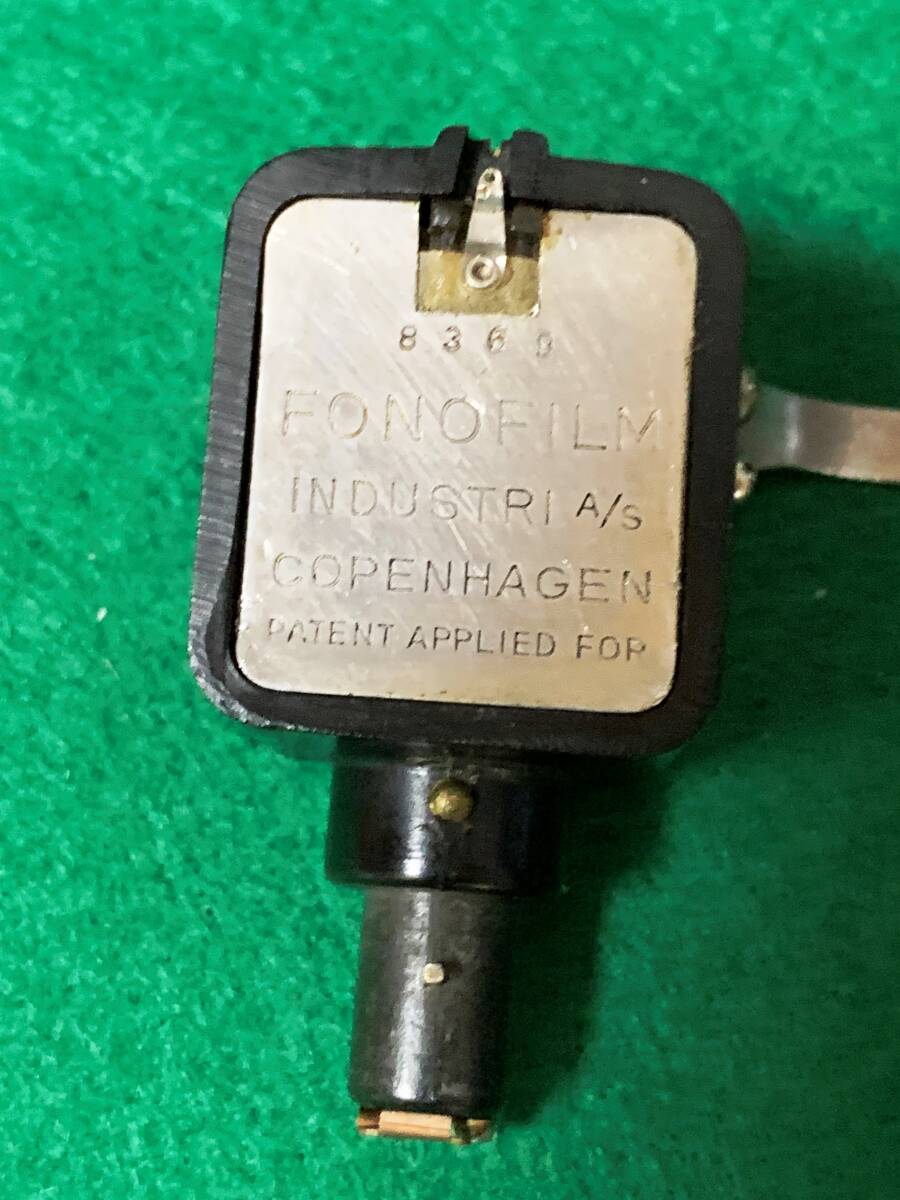 8369
FONOFILM
INDUSTRI A/S
COPENHAGEN
PATENT APPLIED FOR